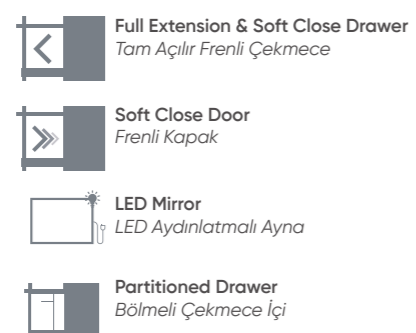 Full Extension & Soft Close Drawer
Tam Açılır Frenli Çekmece
Soft Close Door
Frenli Kapak
LED Mirror
LED Aydınlatmalı Ayna
Partitioned Drawer
Bölmeli Çekmece İçi